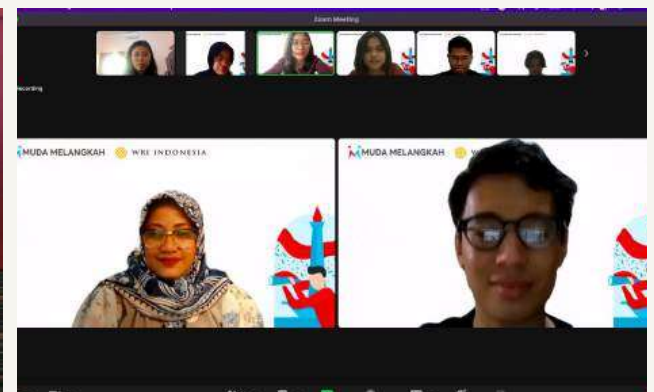 Zoom Meeting
Recording
MUDA MELANGKAH WRI INDONESIA
MUDA MELANGKAH